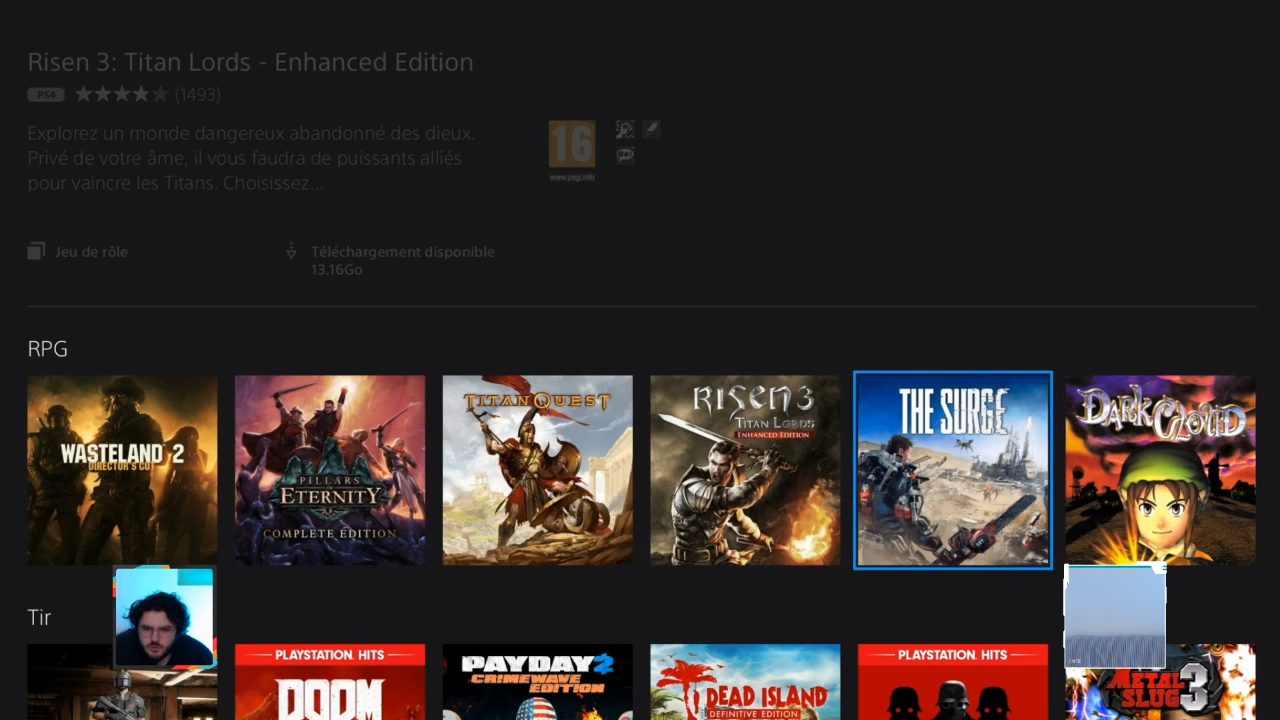 Risen 3: Titan Lords - Enhanced Edition
PS4 ★★★★★ (1493)
Explorez un monde dangereux abandonné des dieux.
Privé de votre âme, il vous faudra de puissants alliés
pour vaincre les Titans. Choisissez...
16
www.pegi.info
Jeu de rôle
Téléchargement disponible
13.16Go
RPG
WASTELAND 2
DIRECTOR'S CUT
PILLARS
OF
ETERNITY
COMPLETE EDITION
TITAN QUEST
RISEN 3
TITAN LORDS
ENHANCED EDITION
THE SURGE
DARK CLOUD
Tir
PLAYSTATION HITS
DOOM
PAYDAY 2
CRIMEWAVE
EDITION
DEAD ISLAND
DEFINITIVE EDITION
PLAYSTATION HITS
METAL
SLUG 3